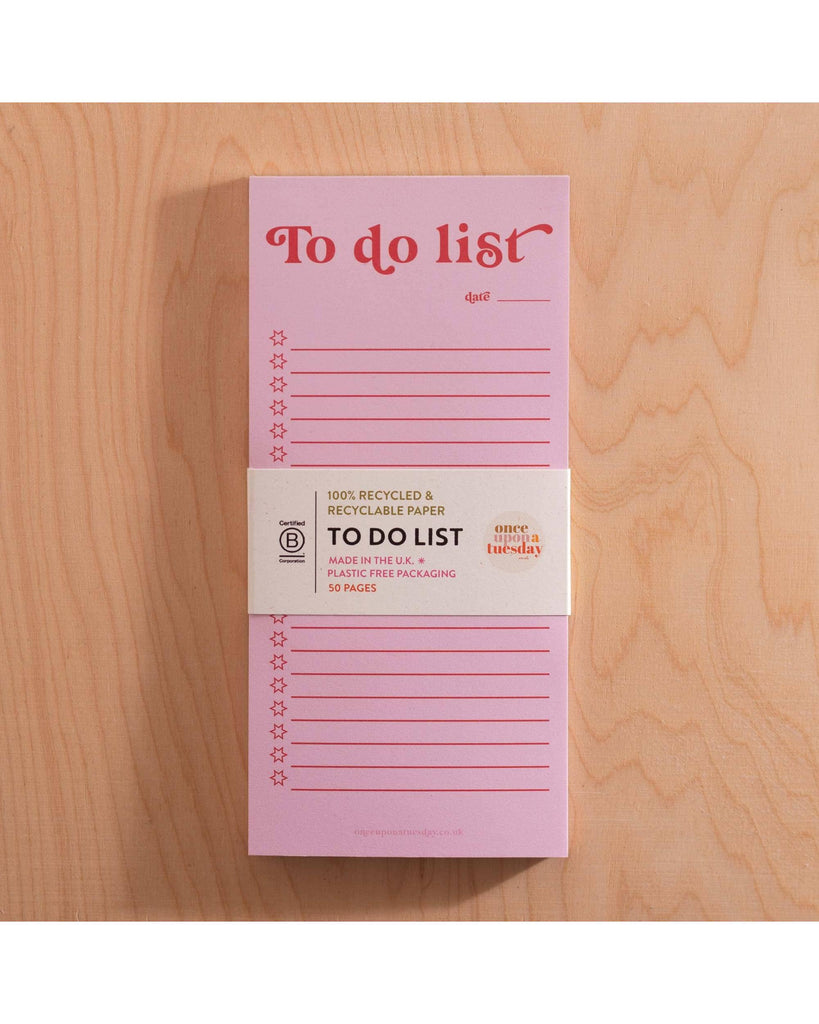 To do list
date
100% RECYCLED &
RECYCLABLE PAPER
TO DO LIST
MADE IN THE U.K. *
PLASTIC FREE PACKAGING
50 PAGES
Certified
B
Corporation
once
upon a
tuesday
onceuponatuesday.co.uk